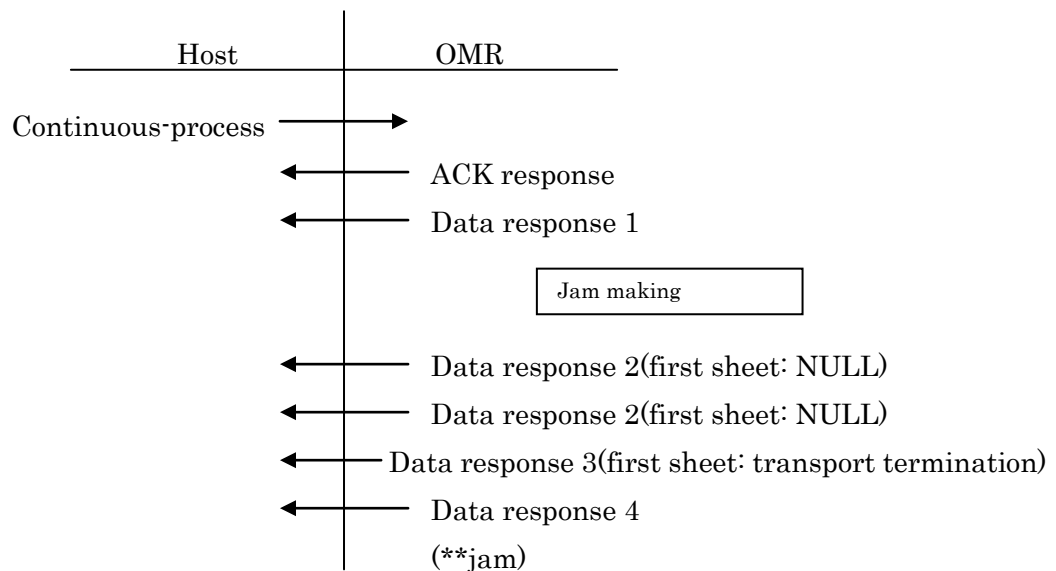 Host OMR
Continuous-process
ACK response
Data response 1
Jam making
Data response 2(first sheet: NULL)
Data response 2(first sheet: NULL)
Data response 3(first sheet: transport termination)
Data response 4
(**jam)